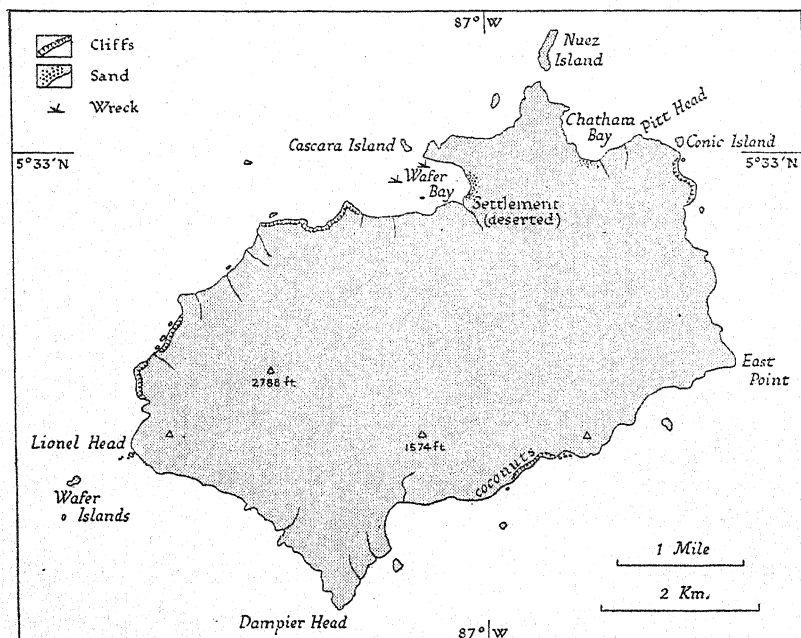 87° W
Cliffs
Sand
Wreck
Nuez
Island
Chatham
Bay
Pitt Head
Cascara Island
Conic Island
5°33'N
5°33'N
Wafer
Bay
Settlement
(deserted)
East
Point
2788 ft
1574 ft
Lionel Head
coconuts
Wafer
Islands
1 Mile
2 Km.
Dampier Head
87° W